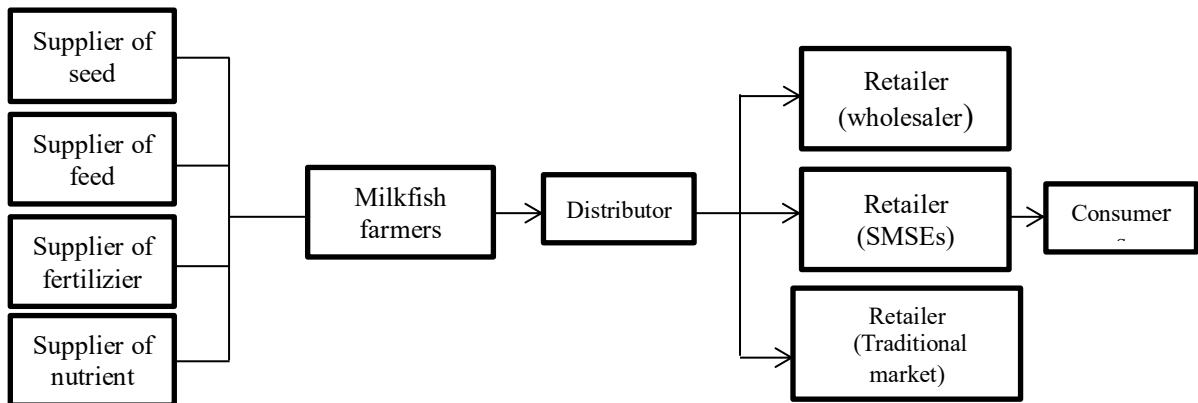 Supplier of
seed
Supplier of
feed
Supplier of
fertilizier
Supplier of
nutrient
Milkfish
farmers
Distributor
Retailer
(wholesaler)
Retailer
(SMSEs)
Retailer
(Traditional
market)
Consumer